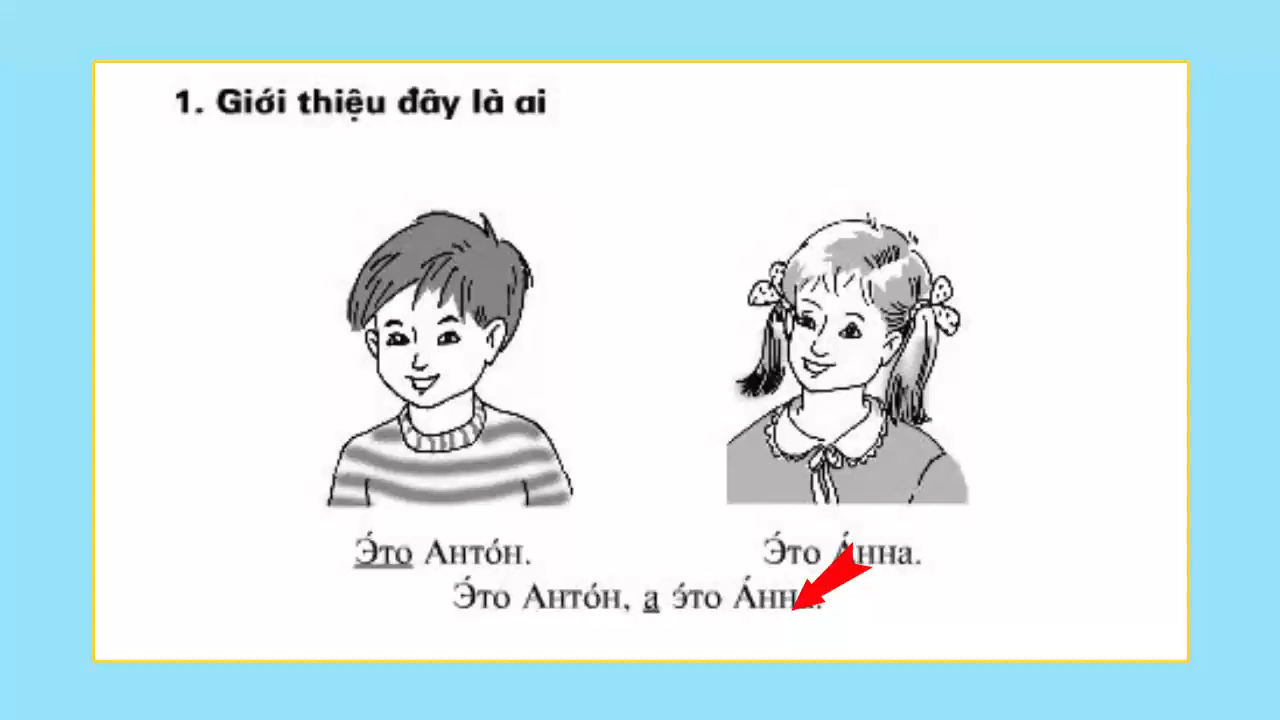 1. Giới thiệu đây là ai
Э́то Анто́н.
Э́то А́нна.
Э́то Анто́н, а э́то А́нна.